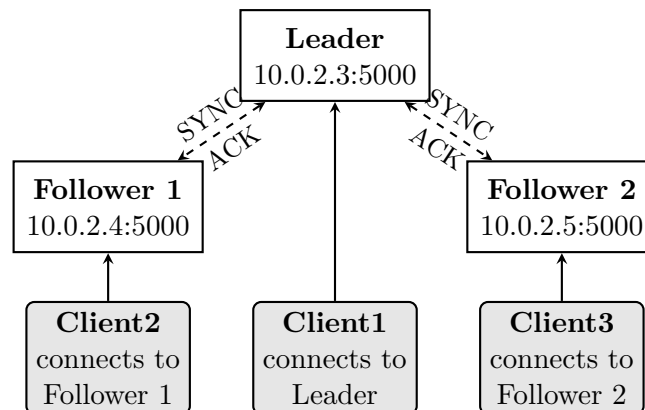 Leader
10.0.2.3:5000
SYNC
ACK
SYNC
ACK
Follower 1
10.0.2.4:5000
Follower 2
10.0.2.5:5000
Client2
connects to
Follower 1
Client1
connects to
Leader
Client3
connects to
Follower 2